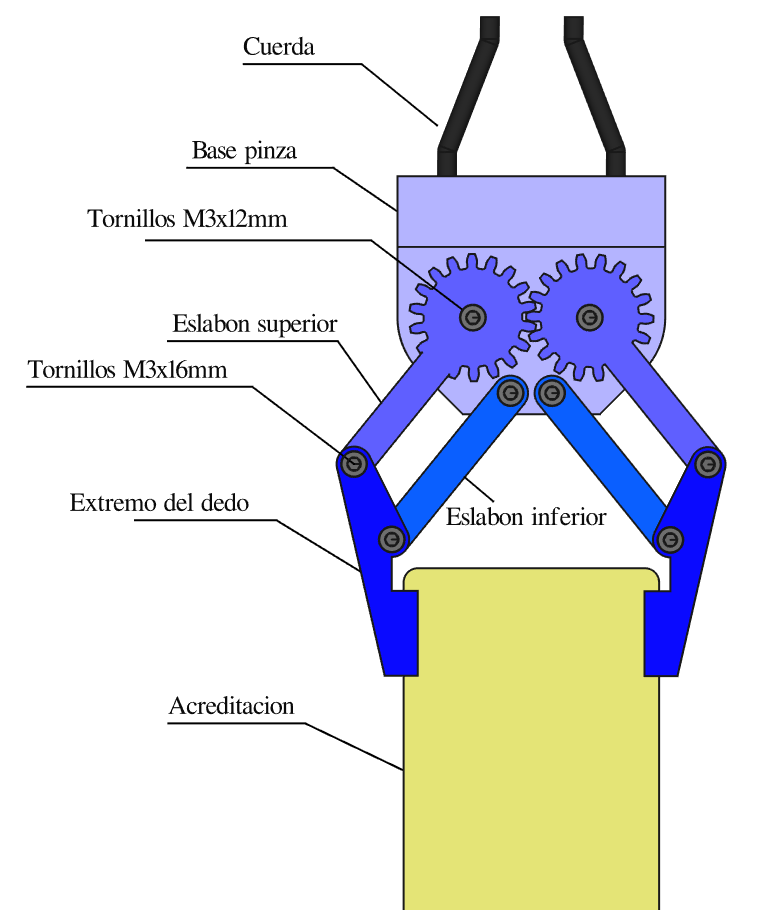 Cuerda
Base pinza
Tornillos M3x12mm
Eslabon superior
Tornillos M3x16mm
Extremo del dedo
Eslabon inferior
Acreditacion